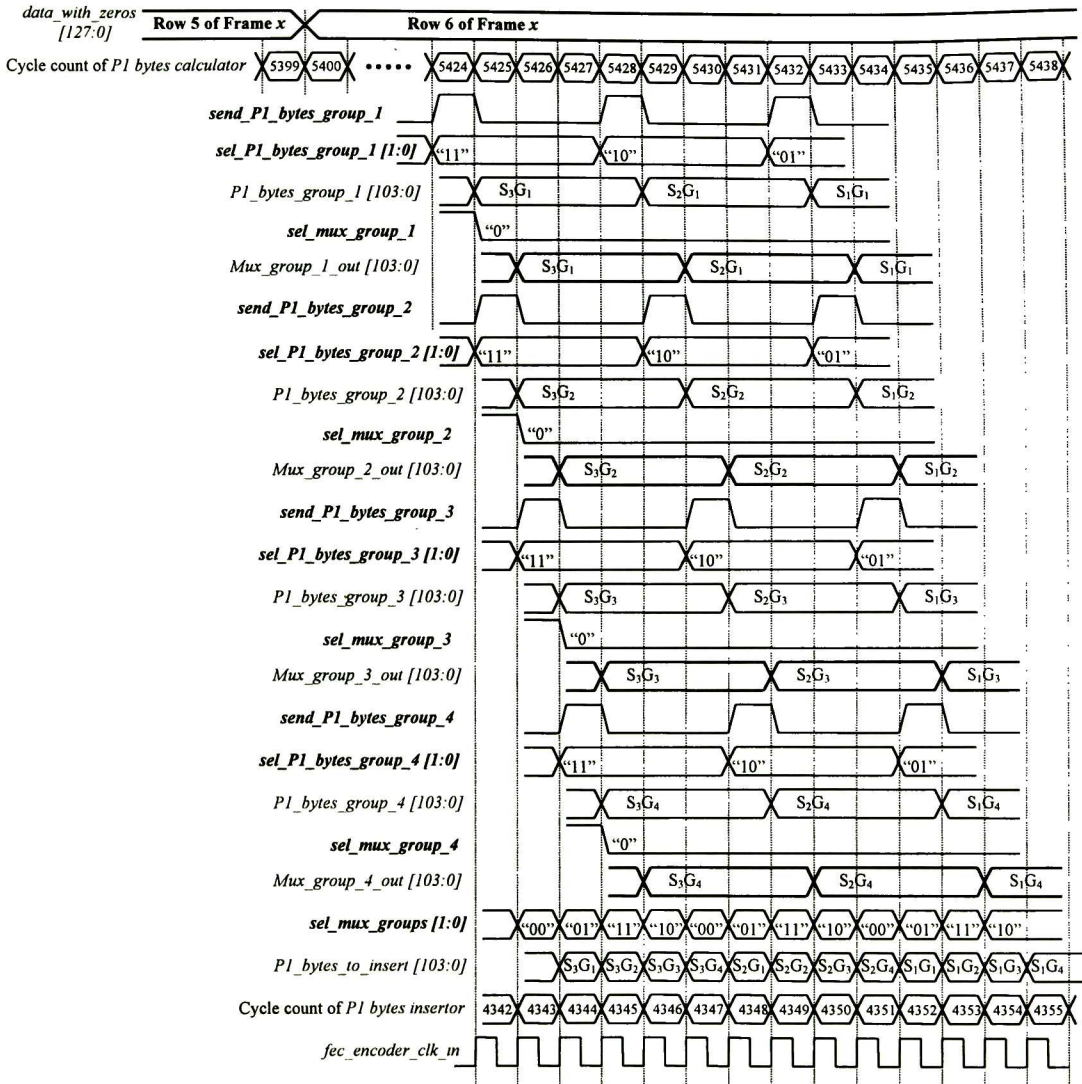 data_with_zeros [127:0] Row 5 of Frame x Row 6 of Frame x
Cycle count of P1 bytes calculator 5399 5400 ..... 5424 5425 5426 5427 5428 5429 5430 5431 5432 5433 5434 5435 5436 5437 5438
send_P1_bytes_group_1
sel_P1_bytes_group_1 [1:0] “11” “10” “01”
P1_bytes_group_1 [103:0] S₃G₁ S₂G₁ S₁G₁
sel_mux_group_1 “0”
Mux_group_1_out [103:0] S₃G₁ S₂G₁ S₁G₁
send_P1_bytes_group_2
sel_P1_bytes_group_2 [1:0] “11” “10” “01”
P1_bytes_group_2 [103:0] S₃G₂ S₂G₂ S₁G₂
sel_mux_group_2 “0”
Mux_group_2_out [103:0] S₃G₂ S₂G₂ S₁G₂
send_P1_bytes_group_3
sel_P1_bytes_group_3 [1:0] “11” “10” “01”
P1_bytes_group_3 [103:0] S₃G₃ S₂G₃ S₁G₃
sel_mux_group_3 “0”
Mux_group_3_out [103:0] S₃G₃ S₂G₃ S₁G₃
send_P1_bytes_group_4
sel_P1_bytes_group_4 [1:0] “11” “10” “01”
P1_bytes_group_4 [103:0] S₃G₄ S₂G₄ S₁G₄
sel_mux_group_4 “0”
Mux_group_4_out [103:0] S₃G₄ S₂G₄ S₁G₄
sel_mux_groups [1:0] “00” “01” “11” “10” “00” “01” “11” “10” “00” “01” “11” “10”
P1_bytes_to_insert [103:0] S₃G₁ S₃G₂ S₃G₃ S₃G₄ S₂G₁ S₂G₂ S₂G₃ S₂G₄ S₁G₁ S₁G₂ S₁G₃ S₁G₄
Cycle count of P1 bytes insertor 4342 4343 4344 4345 4346 4347 4348 4349 4350 4351 4352 4353 4354 4355
fec_encoder_clk_in